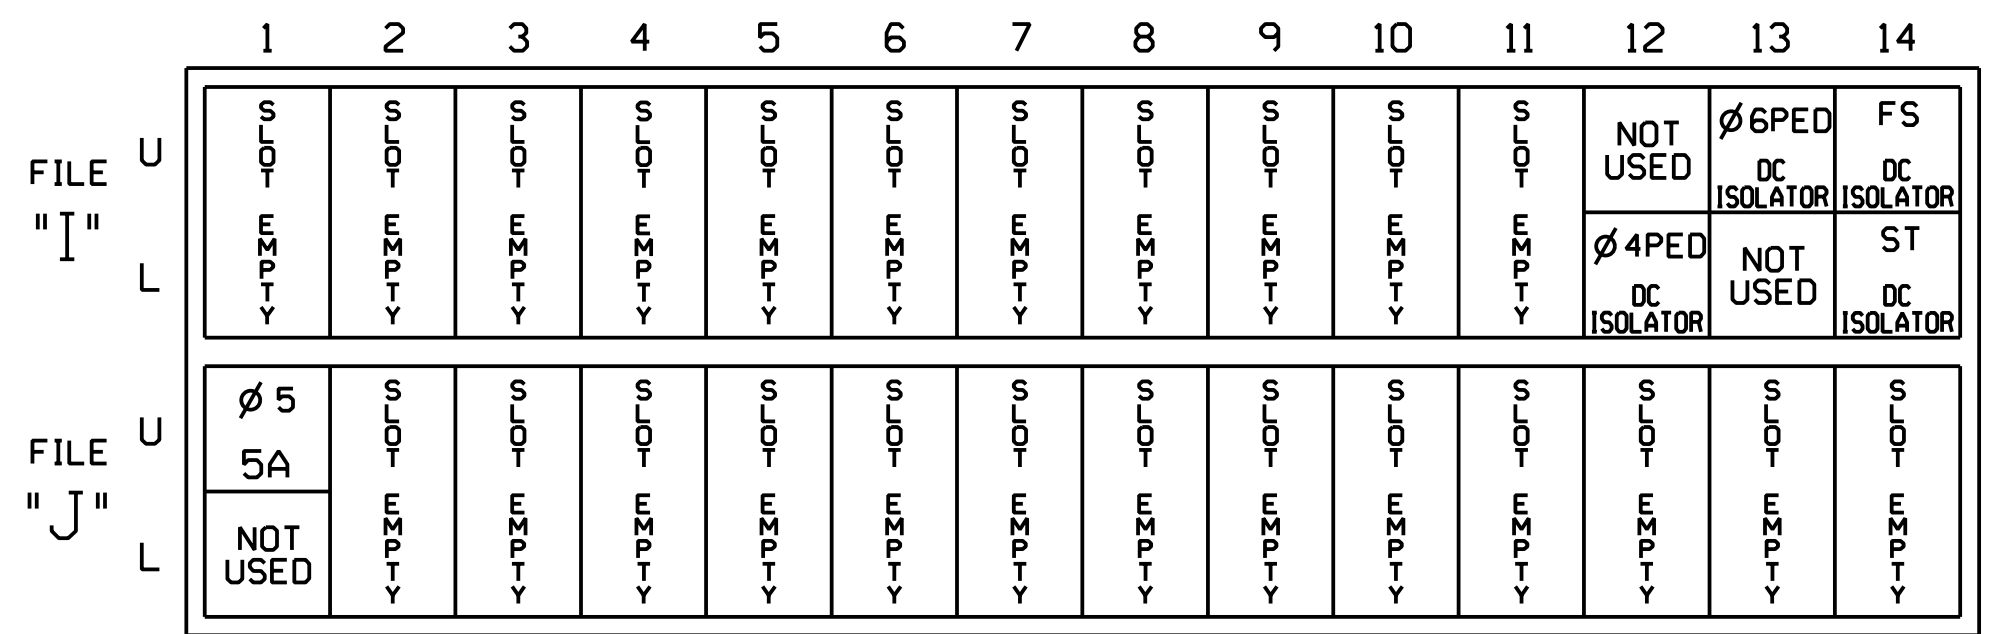 1 2 3 4 5 6 7 8 9 10 11 12 13 14
FILE "I"
U
L
SLOT EMPTY
SLOT EMPTY
SLOT EMPTY
SLOT EMPTY
SLOT EMPTY
SLOT EMPTY
SLOT EMPTY
SLOT EMPTY
SLOT EMPTY
SLOT EMPTY
SLOT EMPTY
NOT
USED
ø4PED
DC
ISOLATOR
ø6PED
DC
ISOLATOR
NOT
USED
FS
DC
ISOLATOR
ST
DC
ISOLATOR
FILE "J"
U
L
ø5
5A
NOT
USED
SLOT EMPTY
SLOT EMPTY
SLOT EMPTY
SLOT EMPTY
SLOT EMPTY
SLOT EMPTY
SLOT EMPTY
SLOT EMPTY
SLOT EMPTY
SLOT EMPTY
SLOT EMPTY
SLOT EMPTY
SLOT EMPTY